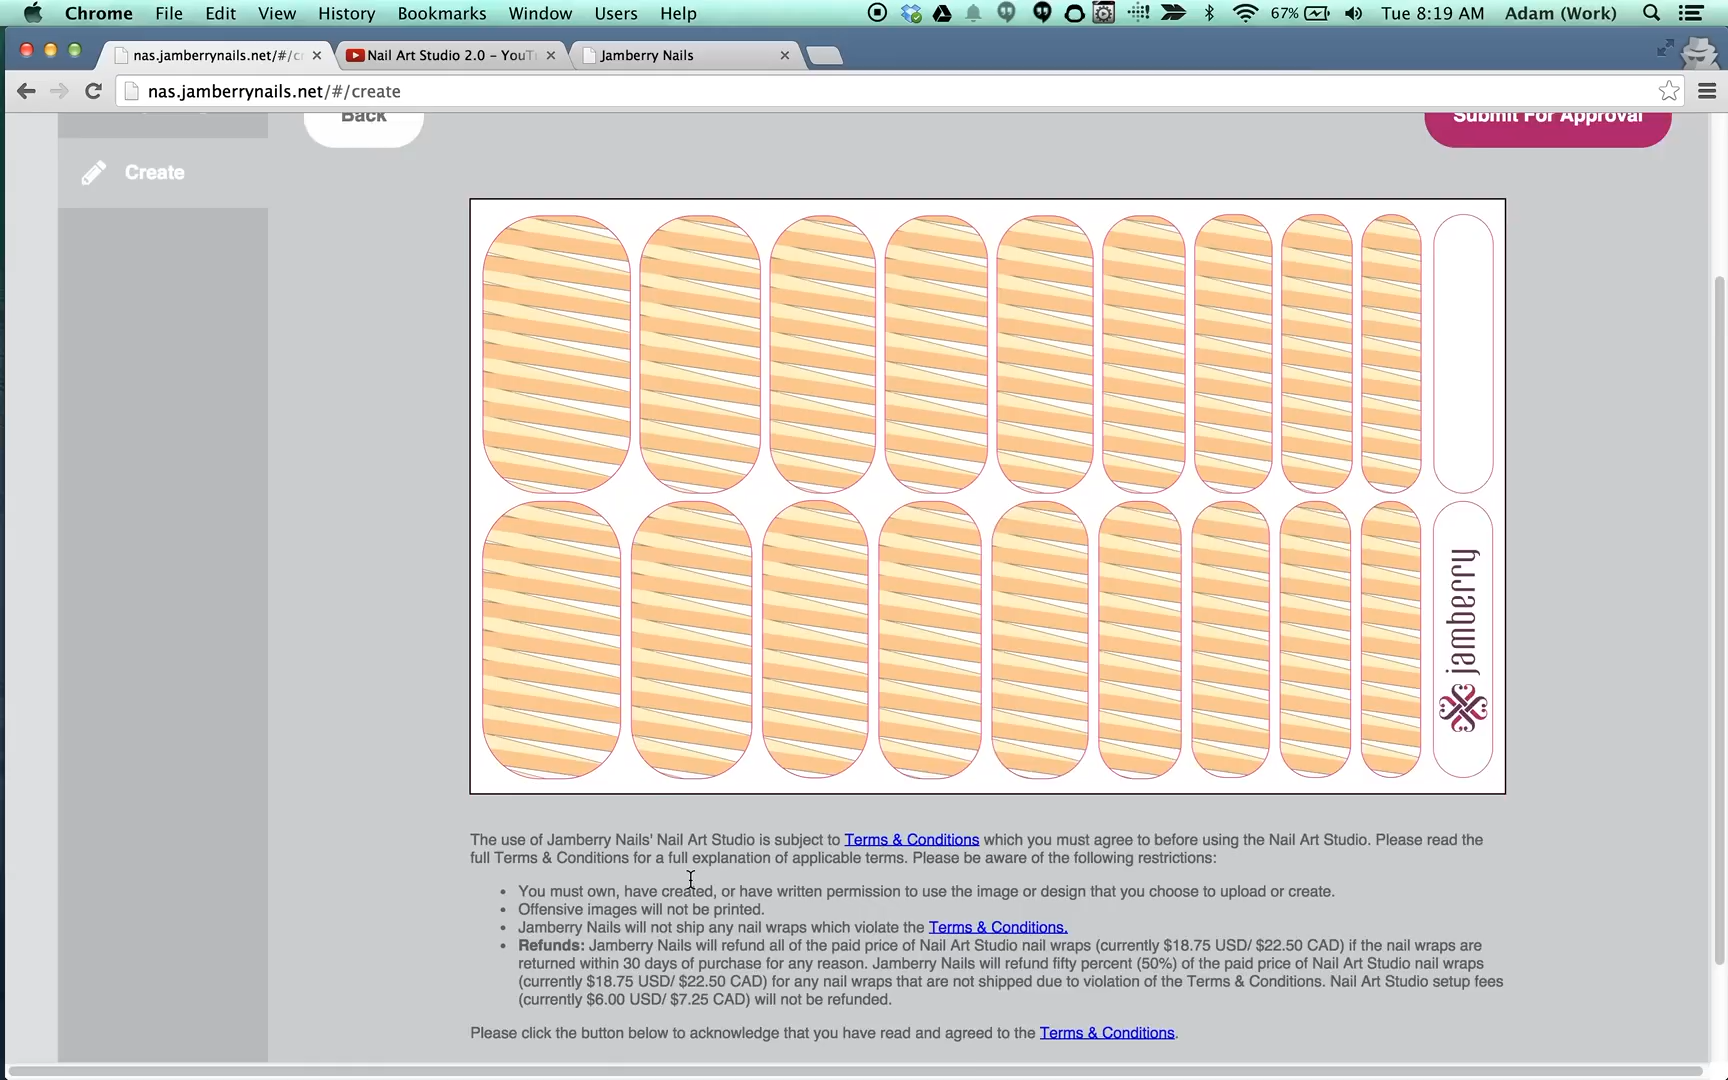 Chrome File Edit View History Bookmarks Window Users Help 67% Tue 8:19 AM Adam (Work)
nas.jamberrynails.net/#/c
Nail Art Studio 2.0 – YouT
Jamberry Nails
nas.jamberrynails.net/#/create
Back
Submit For Approval
Create
jamberry
The use of Jamberry Nails' Nail Art Studio is subject to Terms & Conditions which you must agree to before using the Nail Art Studio. Please read the
full Terms & Conditions for a full explanation of applicable terms. Please be aware of the following restrictions:
• You must own, have created, or have written permission to use the image or design that you choose to upload or create.
• Offensive images will not be printed.
• Jamberry Nails will not ship any nail wraps which violate the Terms & Conditions.
• Refunds: Jamberry Nails will refund all of the paid price of Nail Art Studio nail wraps (currently $18.75 USD/ $22.50 CAD) if the nail wraps are
returned within 30 days of purchase for any reason. Jamberry Nails will refund fifty percent (50%) of the paid price of Nail Art Studio nail wraps
(currently $18.75 USD/ $22.50 CAD) for any nail wraps that are not shipped due to violation of the Terms & Conditions. Nail Art Studio setup fees
(currently $6.00 USD/ $7.25 CAD) will not be refunded.
Please click the button below to acknowledge that you have read and agreed to the Terms & Conditions.